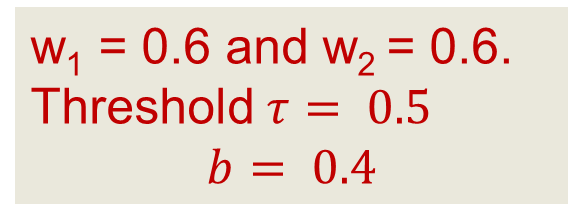 w₁ = 0.6 and w₂ = 0.6.
Threshold τ = 0.5
b = 0.4